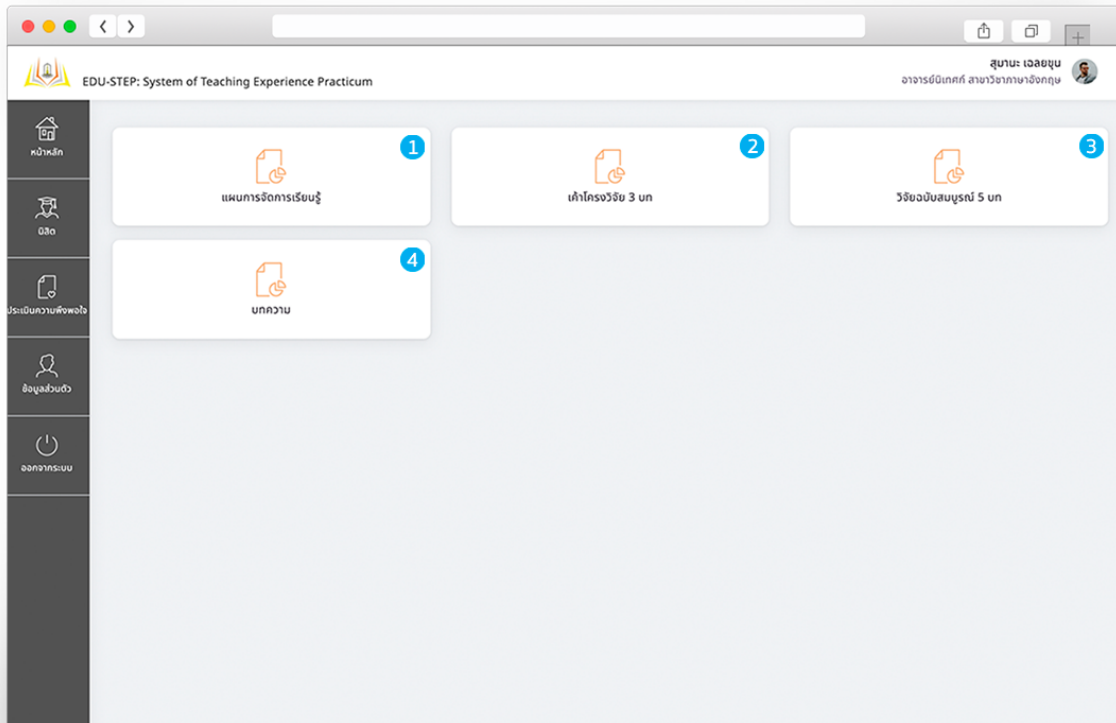 สุมานะ เฉลยขุน
EDU-STEP: System of Teaching Experience Practicum
อาจารย์นิเทศก์ สาขาวิชาภาษาอังกฤษ
หน้าหลัก
นิสิต
ประเมินความพึงพอใจ
ข้อมูลส่วนตัว
ออกจากระบบ
1
แผนการจัดการเรียนรู้
2
เค้าโครงวิจัย 3 บท
3
วิจัยฉบับสมบูรณ์ 5 บท
4
บทความ